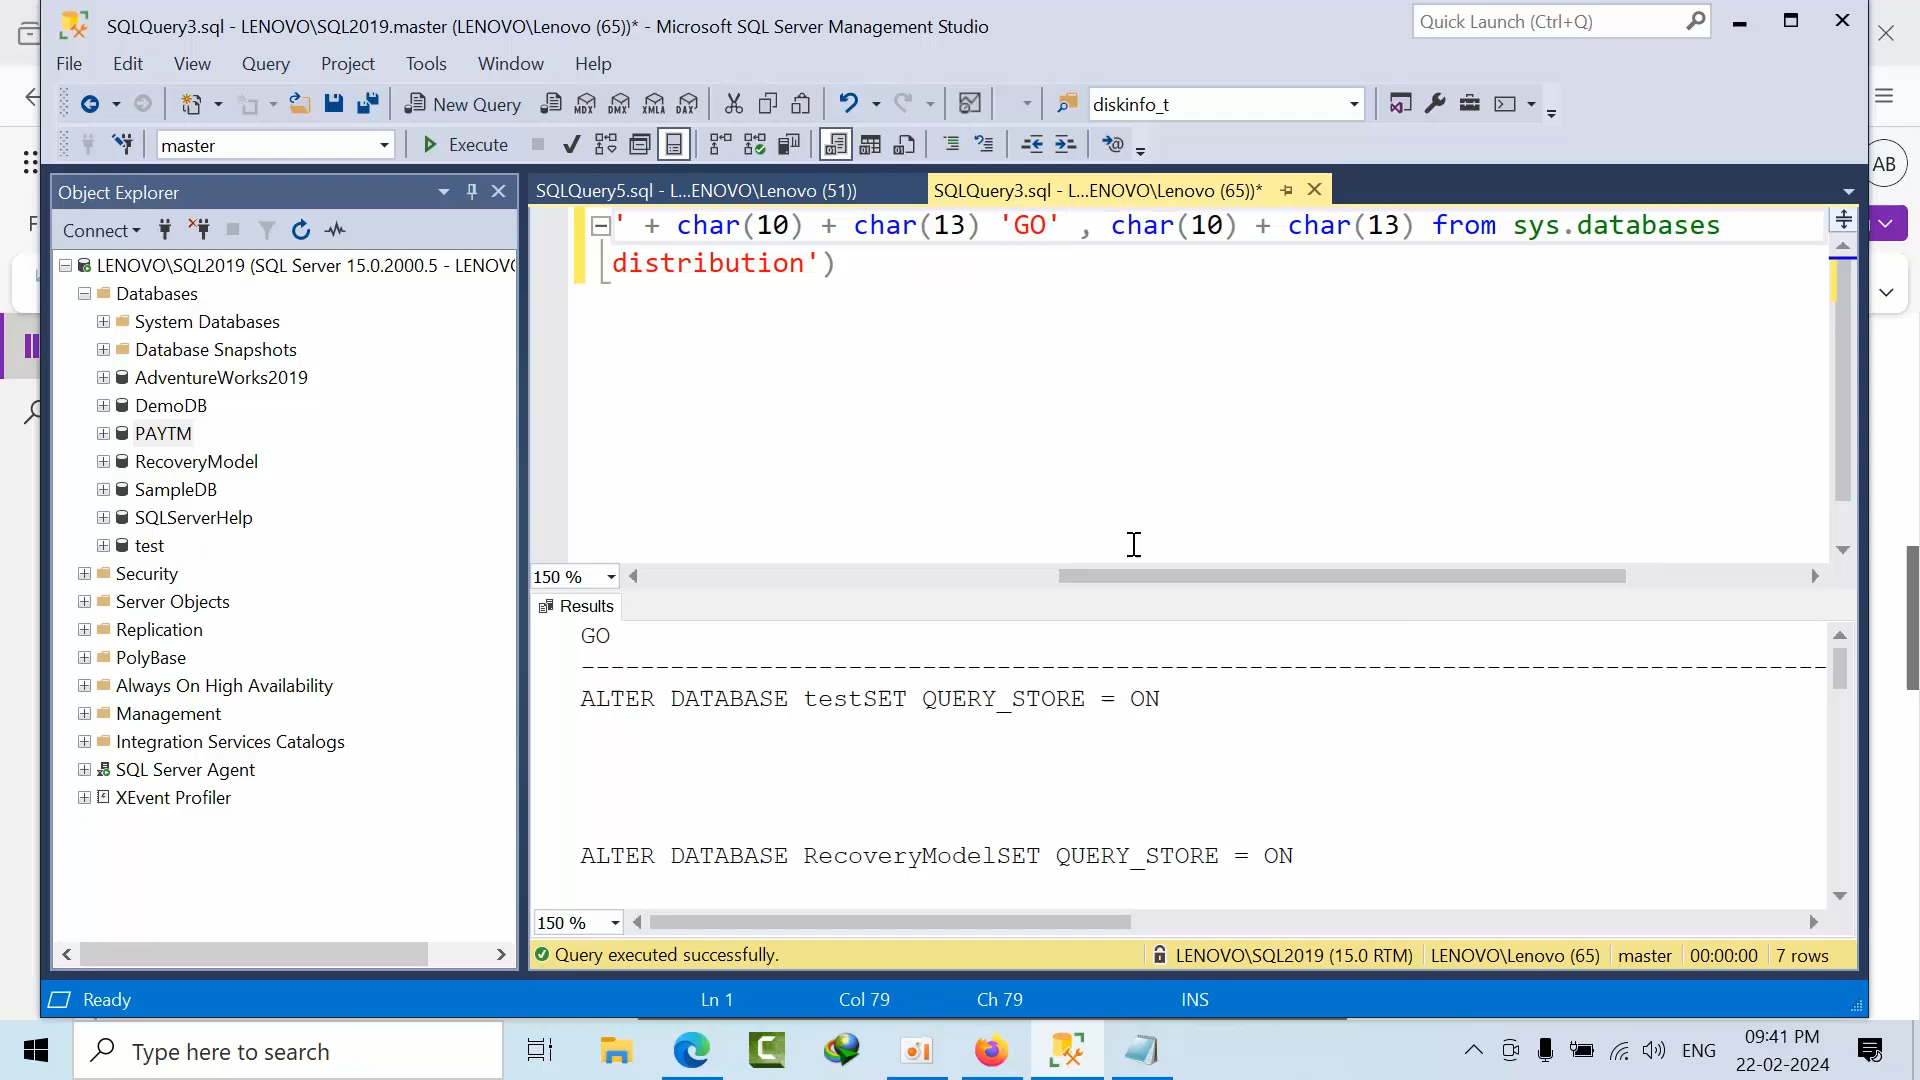 SQLQuery3.sql - LENOVO\SQL2019.master (LENOVO\Lenovo (65))* - Microsoft SQL Server Management Studio
Quick Launch (Ctrl+Q)
File Edit View Query Project Tools Window Help
New Query
MDX DMX XMLA DAX
diskinfo_t
master
Execute
AB
Object Explorer
SQLQuery5.sql - L...ENOVO\Lenovo (51))
SQLQuery3.sql - L...ENOVO\Lenovo (65))*
Connect
' + char(10) + char(13) 'GO' , char(10) + char(13) from sys.databases
distribution')
LENOVO\SQL2019 (SQL Server 15.0.2000.5 - LENOVO
Databases
System Databases
Database Snapshots
AdventureWorks2019
DemoDB
PAYTM
RecoveryModel
SampleDB
SQLServerHelp
test
Security
Server Objects
Replication
PolyBase
Always On High Availability
Management
Integration Services Catalogs
SQL Server Agent
XEvent Profiler
150 %
Results
GO
--------------------------------------------------------------------------------------
ALTER DATABASE testSET QUERY_STORE = ON
ALTER DATABASE RecoveryModelSET QUERY_STORE = ON
150 %
Query executed successfully.
LENOVO\SQL2019 (15.0 RTM) LENOVO\Lenovo (65) master 00:00:00 7 rows
Ready Ln 1 Col 79 Ch 79 INS
Type here to search
ENG
09:41 PM
22-02-2024